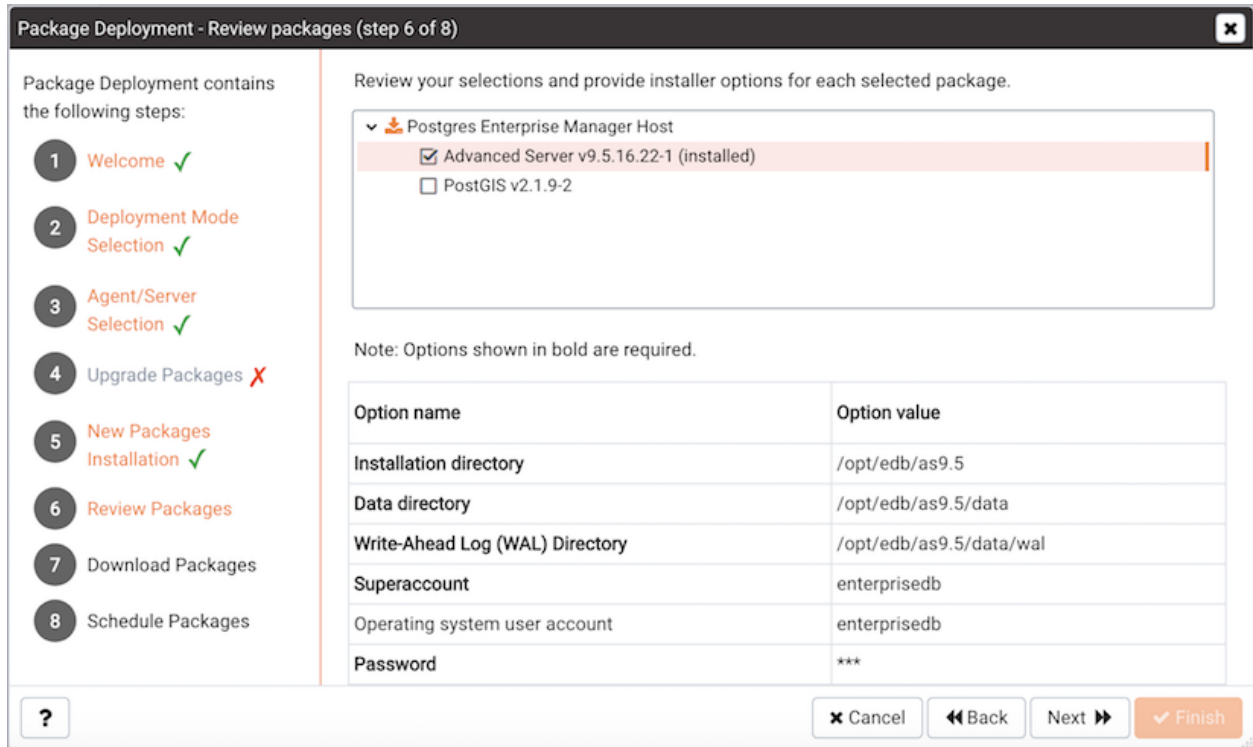 Package Deployment - Review packages (step 6 of 8)
Package Deployment contains
the following steps:
1 Welcome
2 Deployment Mode
Selection
3 Agent/Server
Selection
4 Upgrade Packages
5 New Packages
Installation
6 Review Packages
7 Download Packages
8 Schedule Packages
Review your selections and provide installer options for each selected package.
Postgres Enterprise Manager Host
Advanced Server v9.5.16.22-1 (installed)
PostGIS v2.1.9-2
Note: Options shown in bold are required.
Option name Option value
Installation directory /opt/edb/as9.5
Data directory /opt/edb/as9.5/data
Write-Ahead Log (WAL) Directory /opt/edb/as9.5/data/wal
Superaccount enterprisedb
Operating system user account enterprisedb
Password ***
? Cancel Back Next Finish